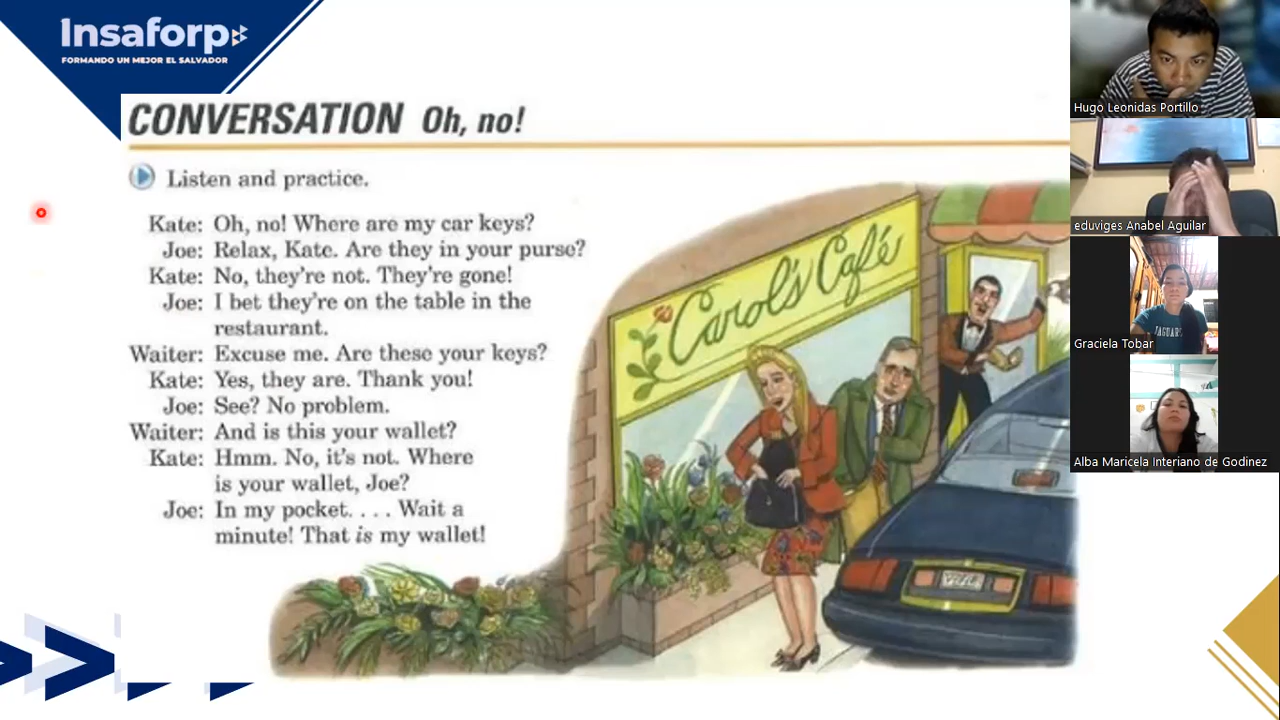 Insaforp
FORMANDO UN MEJOR EL SALVADOR
CONVERSATION Oh, no!
Listen and practice.
Kate: Oh, no! Where are my car keys?
Joe: Relax, Kate. Are they in your purse?
Kate: No, they're not. They're gone!
Joe: I bet they're on the table in the
restaurant.
Waiter: Excuse me. Are these your keys?
Kate: Yes, they are. Thank you!
Joe: See? No problem.
Waiter: And is this your wallet?
Kate: Hmm. No, it's not. Where
is your wallet, Joe?
Joe: In my pocket. . . . Wait a
minute! That is my wallet!
Carol's Café
Hugo Leonidas Portillo
eduviges Anabel Aguilar
Graciela Tobar
Alba Maricela Interiano de Godinez